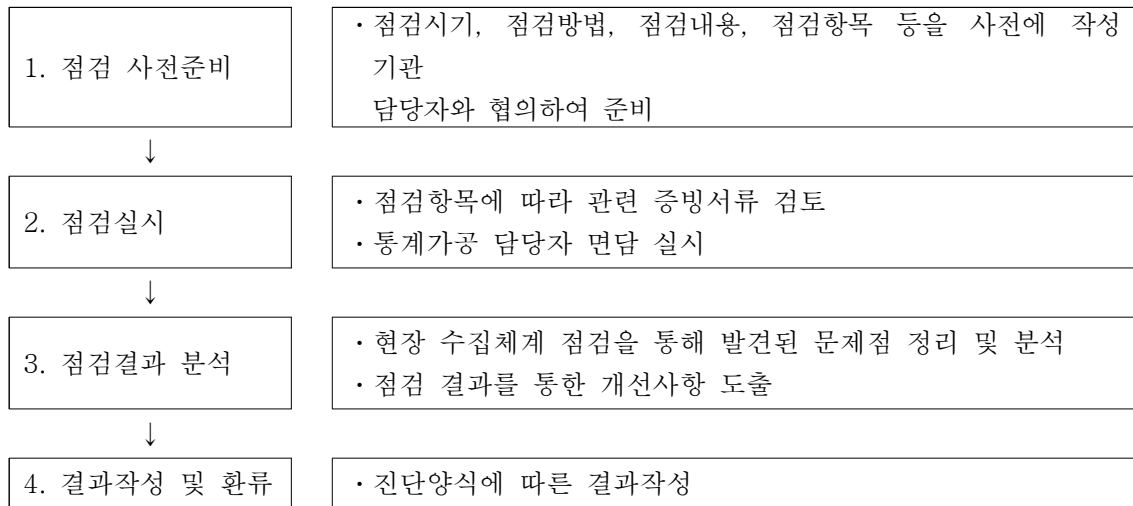 1. 점검 사전준비
・점검시기, 점검방법, 점검내용, 점검항목 등을 사전에 작성
기관
담당자와 협의하여 준비
↓
2. 점검실시
・점검항목에 따라 관련 증빙서류 검토
・통계가공 담당자 면담 실시
↓
3. 점검결과 분석
・현장 수집체계 점검을 통해 발견된 문제점 정리 및 분석
・점검 결과를 통한 개선사항 도출
↓
4. 결과작성 및 환류
・진단양식에 따른 결과작성